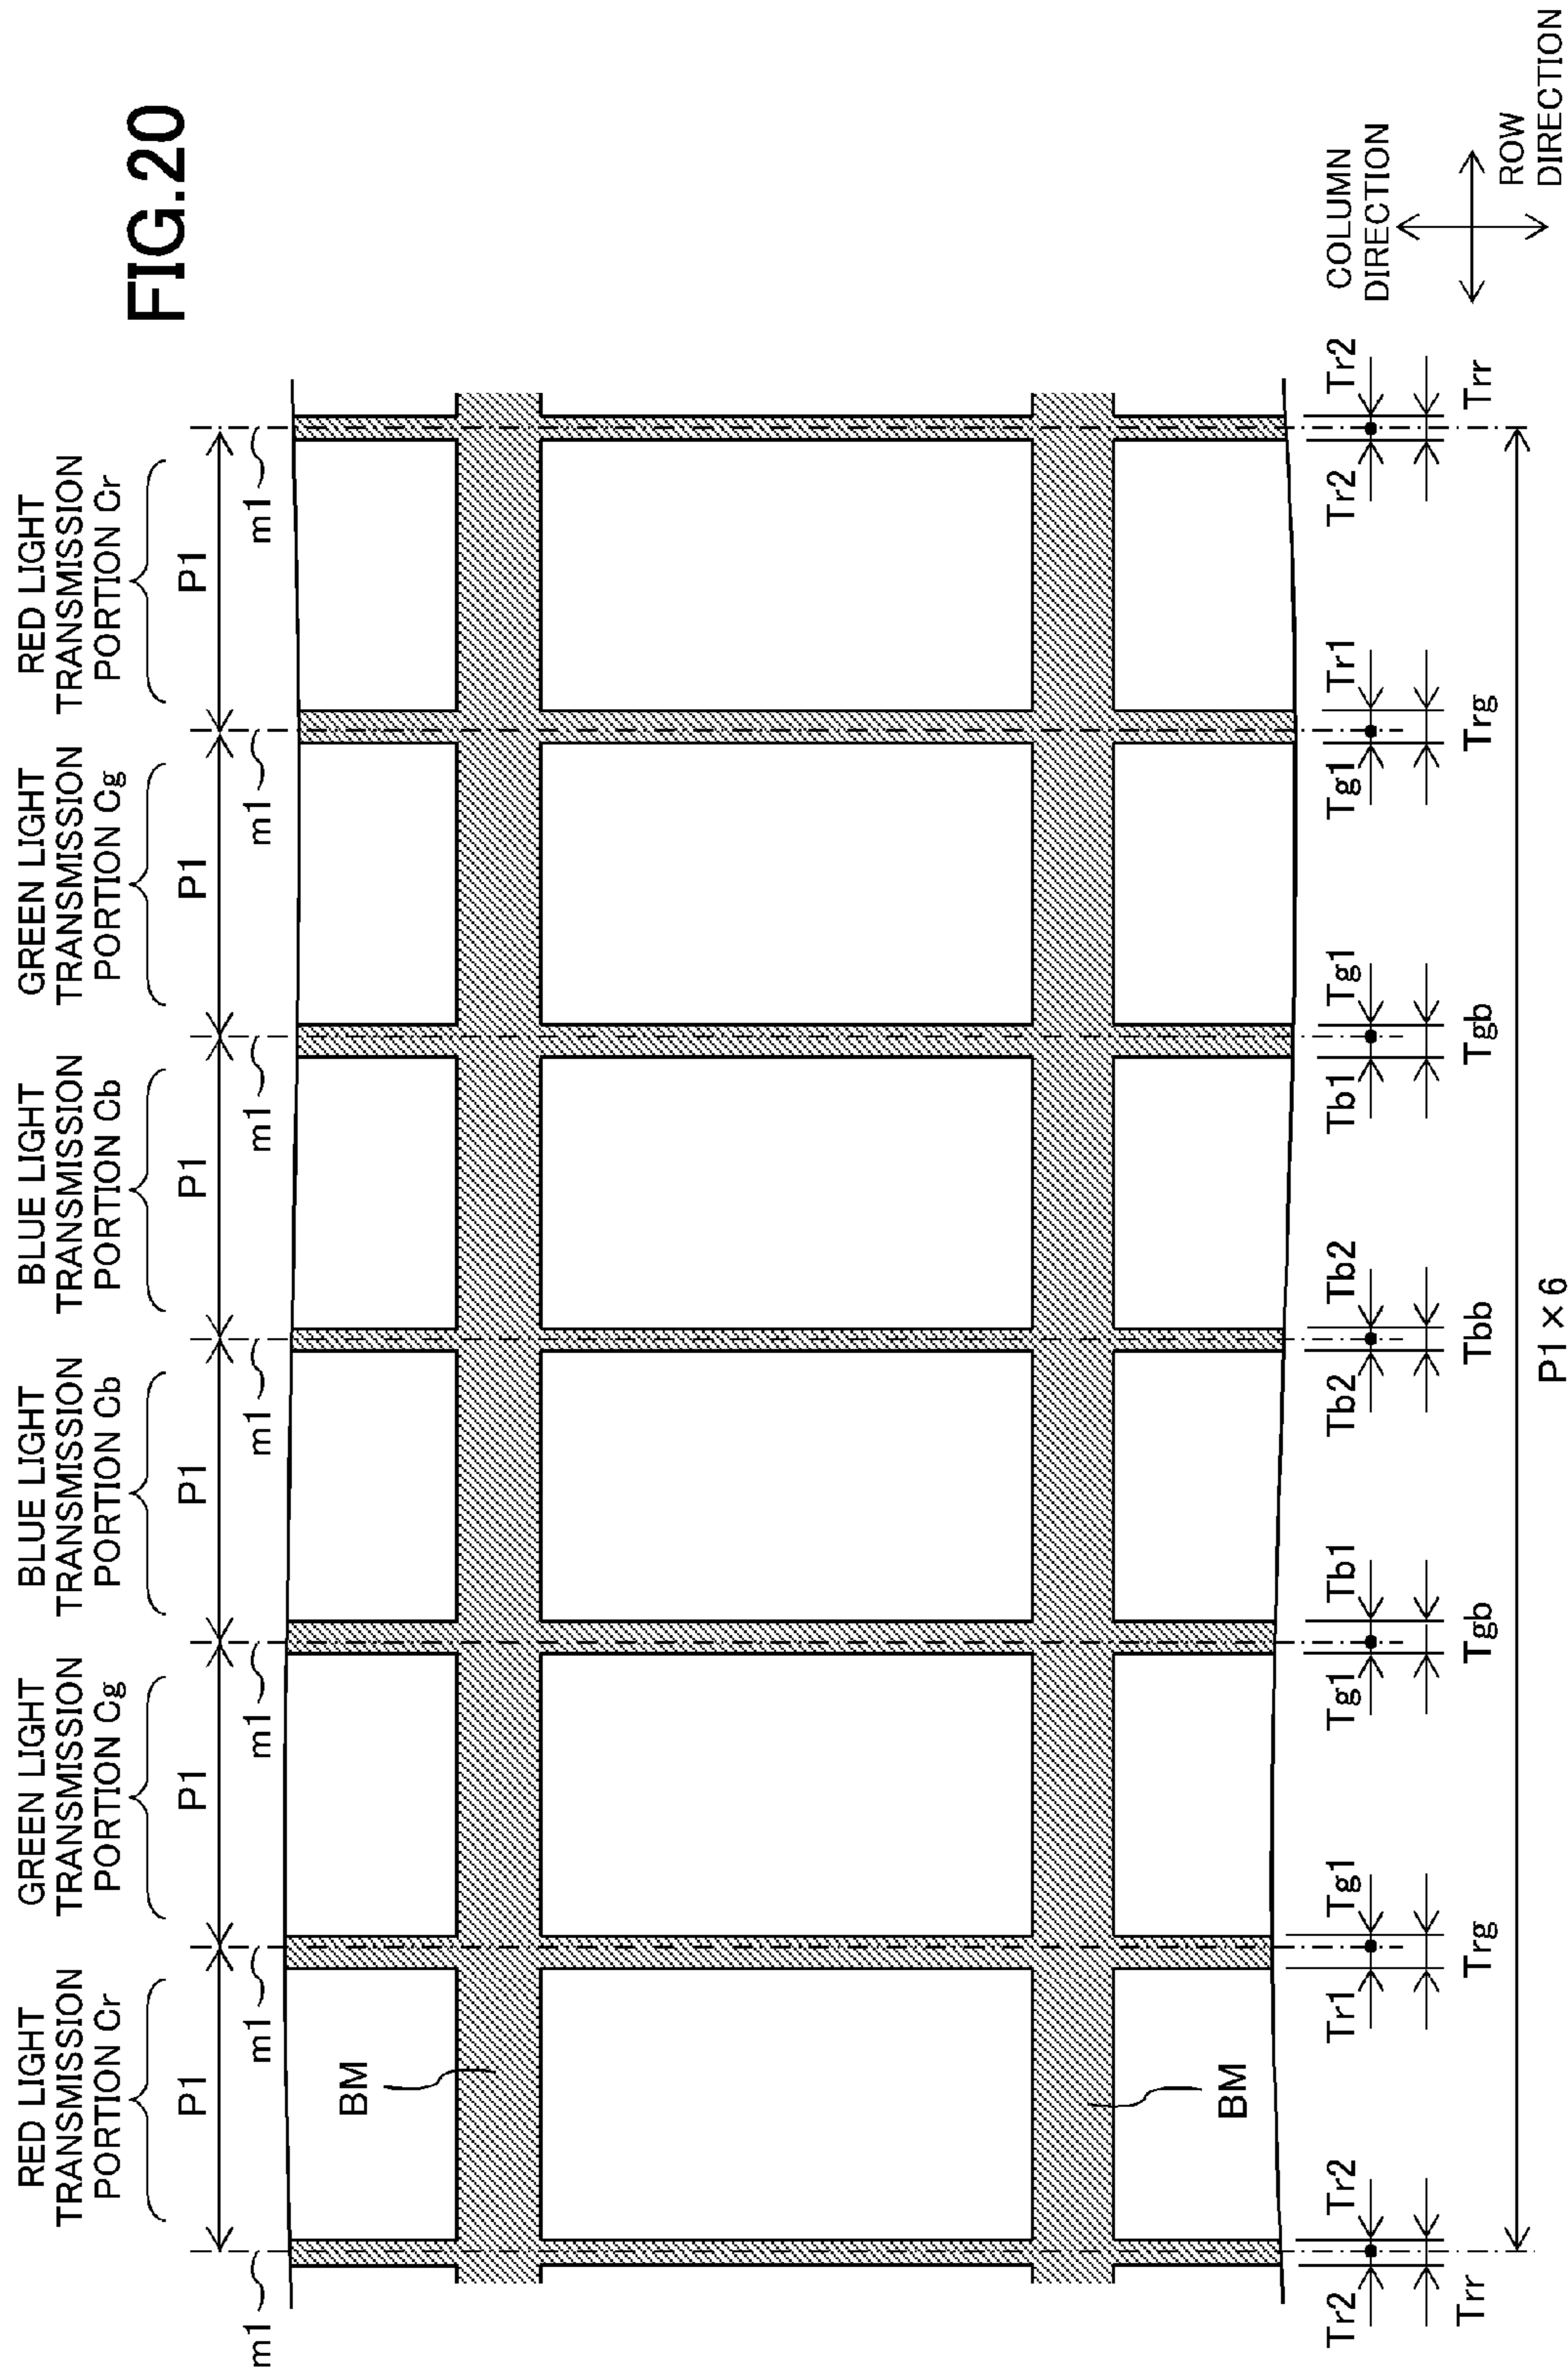 FIG.20
RED LIGHT
TRANSMISSION
PORTION Cr
GREEN LIGHT
TRANSMISSION
PORTION Cg
BLUE LIGHT
TRANSMISSION
PORTION Cb
BLUE LIGHT
TRANSMISSION
PORTION Cb
GREEN LIGHT
TRANSMISSION
PORTION Cg
RED LIGHT
TRANSMISSION
PORTION Cr
P1 P1 P1 P1 P1 P1
m1 m1 m1 m1 m1 m1 m1
BM
BM
Tr2 Tr2 Tr1 Tg1 Tg1 Tb1 Tb2 Tb2 Tb1 Tg1 Tg1 Tr1 Tr2 Tr2
Trr Trg Tgb Tbb Tgb Trg Trr
P1×6
COLUMN
DIRECTION
ROW
DIRECTION